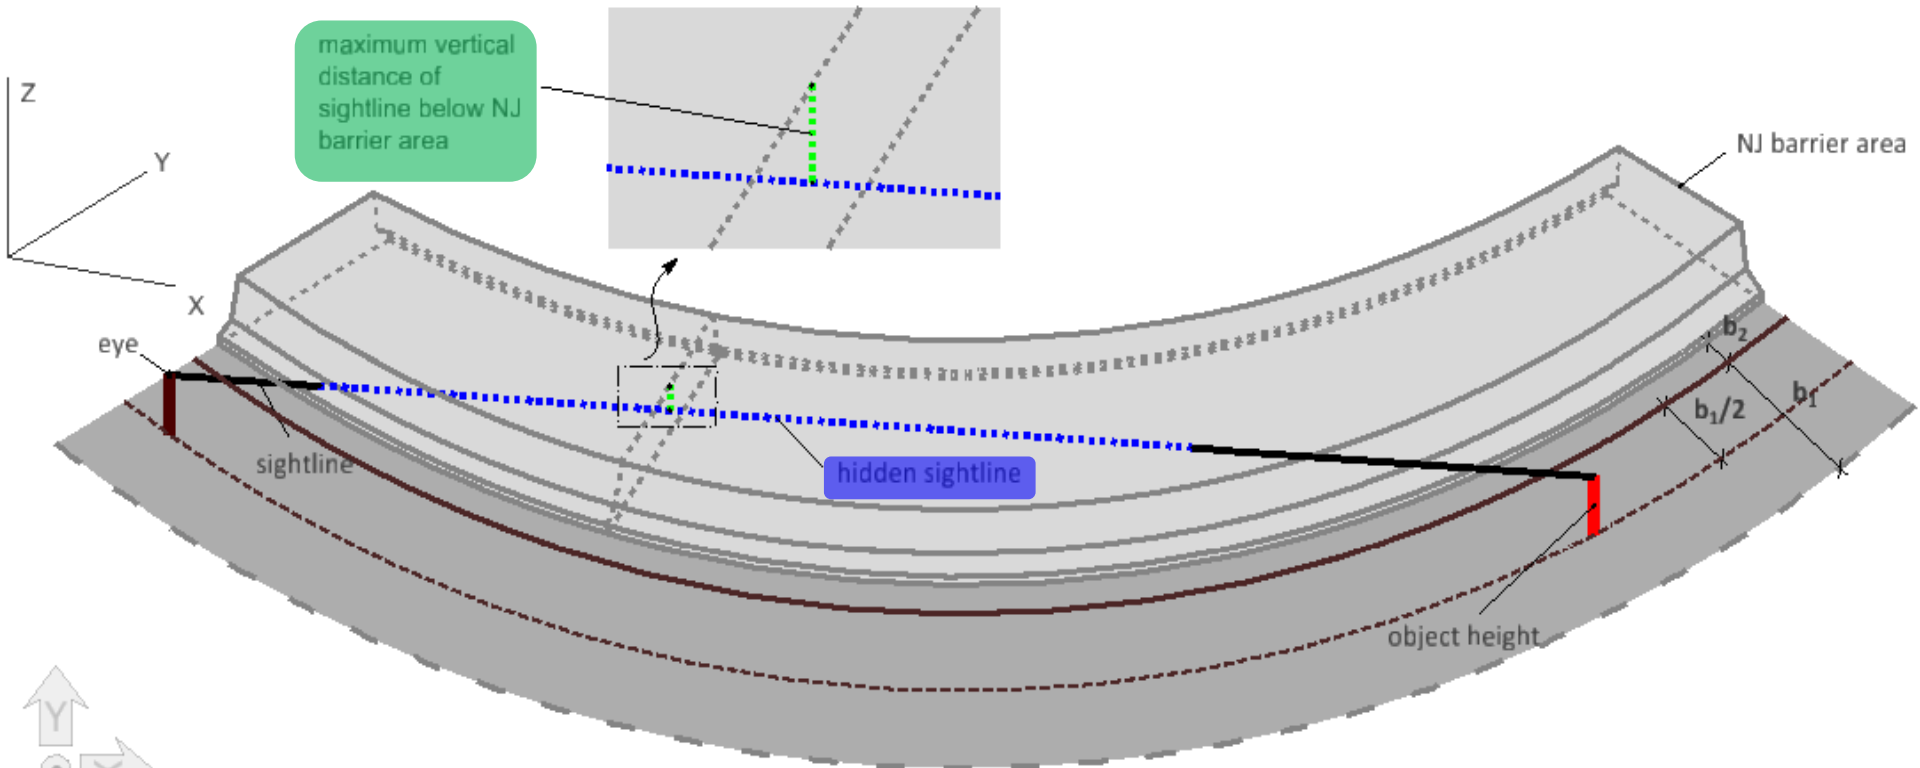 maximum vertical
distance of
sightline below NJ
barrier area
Z
Y
X
NJ barrier area
eye
sightline
hidden sightline
b2
b1
b1/2
object height
Y
X